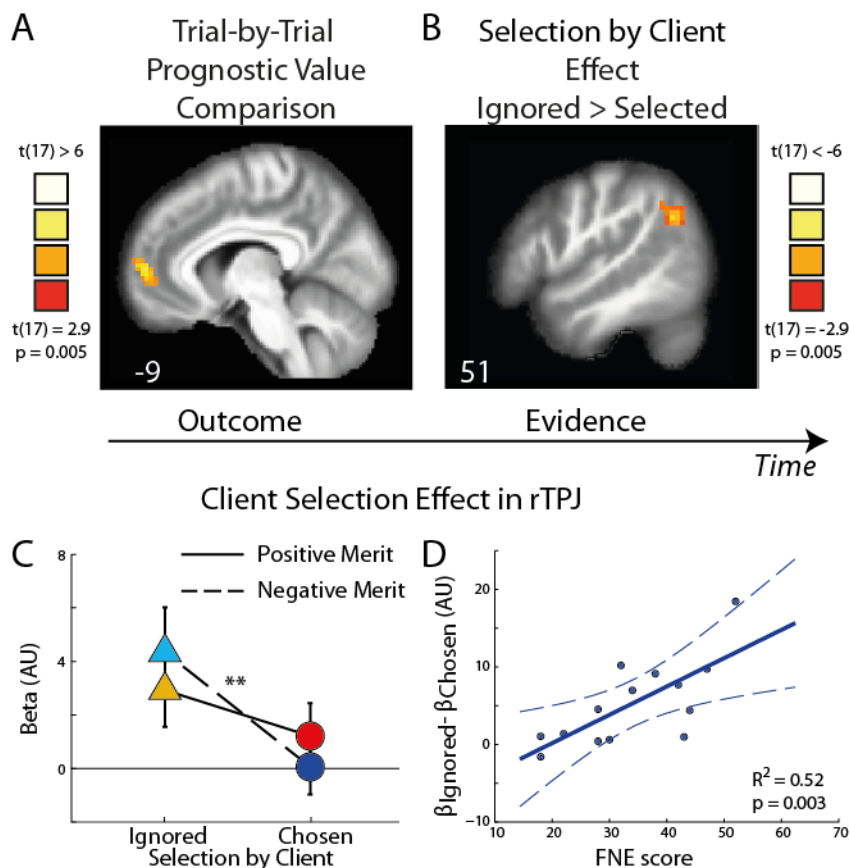 A
Trial-by-Trial
Prognostic Value
Comparison
B
Selection by Client
Effect
Ignored > Selected
t(17) > 6
t(17) = 2.9
p = 0.005
-9
51
t(17) < -6
t(17) = -2.9
p = 0.005
Outcome
Evidence
Time
Client Selection Effect in rTPJ
C
Positive Merit
Negative Merit
8
4
0
Beta (AU)
**
Ignored
Chosen
Selection by Client
D
βIgnored- βChosen (AU)
20
10
0
−10
R² = 0.52
p = 0.003
10 20 30 40 50 60 70
FNE score